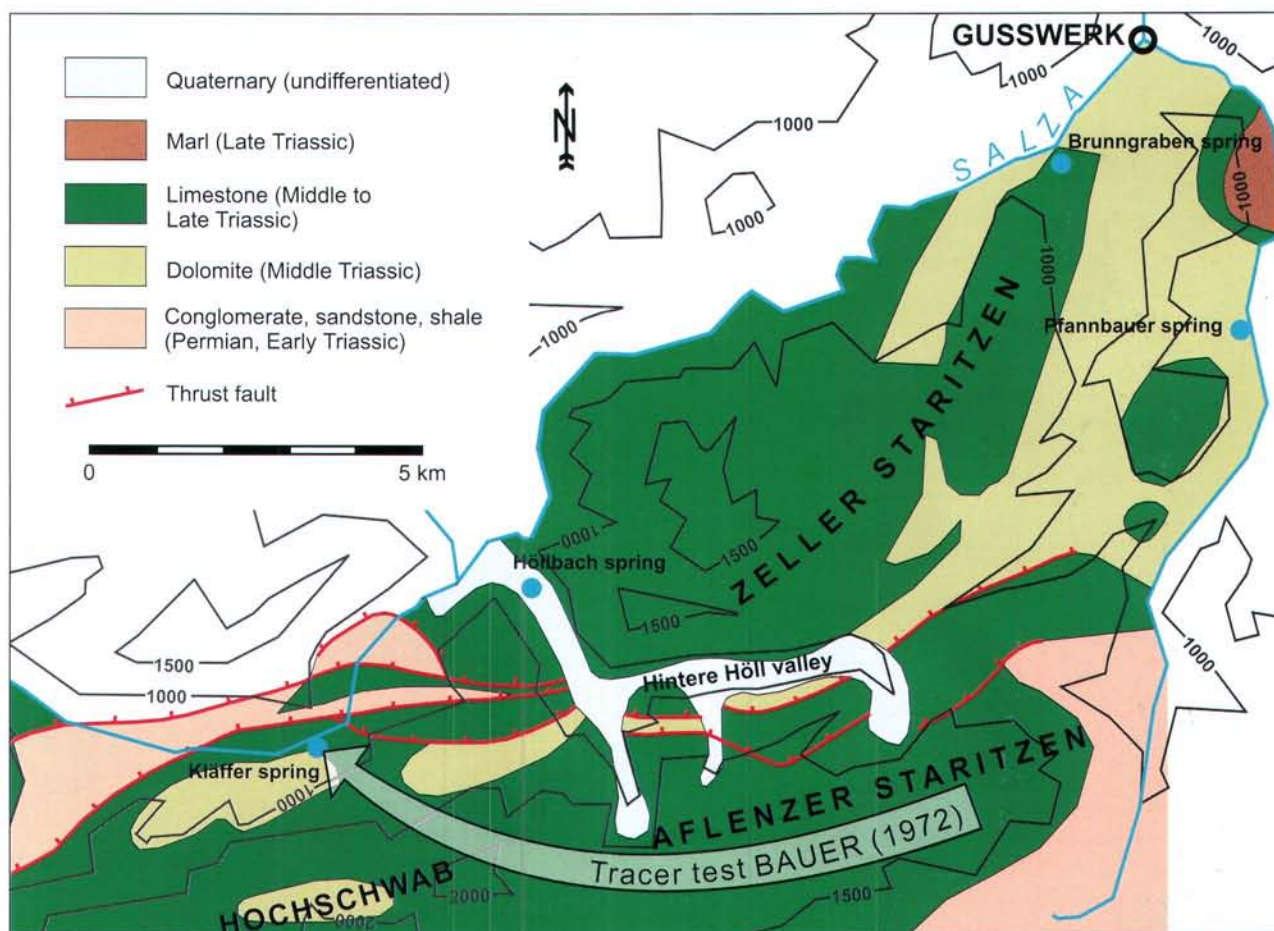 Quaternary (undifferentiated)
Marl (Late Triassic)
Limestone (Middle to
Late Triassic)
Dolomite (Middle Triassic)
Conglomerate, sandstone, shale
(Permian, Early Triassic)
Thrust fault
0
5 km
N
GUSSWERK
1000
1000
1000
SALZA
Brunngraben spring
1000
1000
1000
1000
Pfannbauer spring
ZELLER STARITZEN
1000
1500
Höllbach spring
1500
1500
1000
Hintere Höll valley
1000
Kläffer spring
1000
AFLENZER STARITZEN
Tracer test BAUER (1972)
HOCHSCHWAB
2000
2000
1500